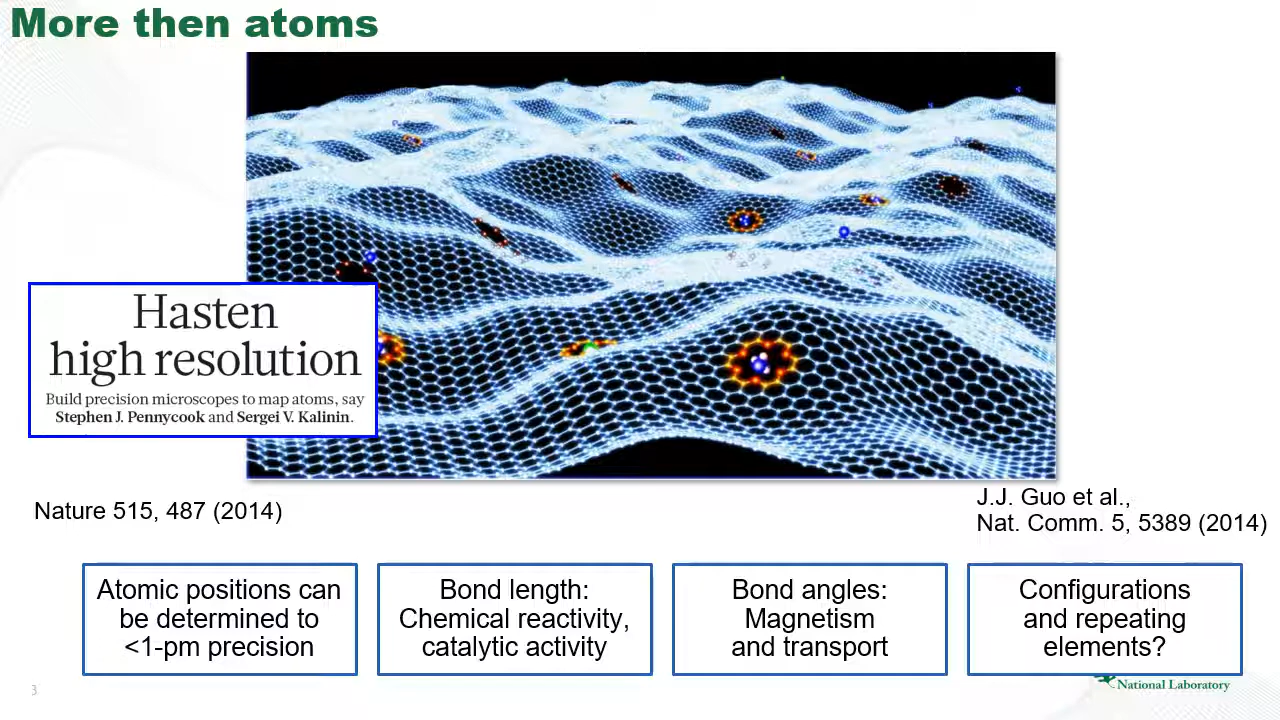 More then atoms
Hasten
high resolution
Build precision microscopes to map atoms, say
Stephen J. Pennycook and Sergei V. Kalinin.
Nature 515, 487 (2014)
J.J. Guo et al.,
Nat. Comm. 5, 5389 (2014)
Atomic positions can
be determined to
<1-pm precision
Bond length:
Chemical reactivity,
catalytic activity
Bond angles:
Magnetism
and transport
Configurations
and repeating
elements?
3
National Laboratory